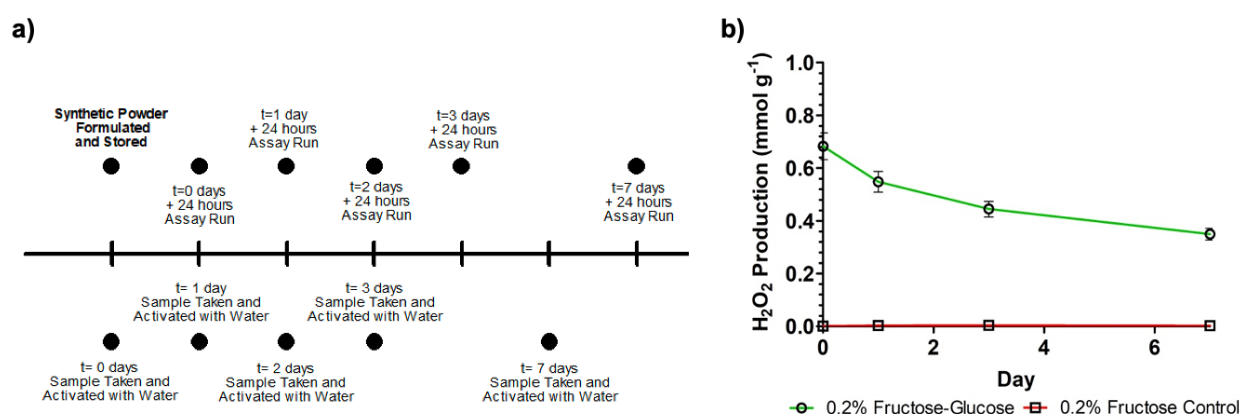 a)
Synthetic Powder
Formulated
and Stored
t=0 days
+ 24 hours
Assay Run
t=1 day
+ 24 hours
Assay Run
t=2 days
+ 24 hours
Assay Run
t=3 days
+ 24 hours
Assay Run
t=7 days
+ 24 hours
Assay Run
t= 0 days
Sample Taken and
Activated with Water
t= 1 day
Sample Taken and
Activated with Water
t= 2 days
Sample Taken and
Activated with Water
t= 3 days
Sample Taken and
Activated with Water
t= 7 days
Sample Taken and
Activated with Water
b)
H₂O₂ Production (mmol g⁻¹)
1.0
0.8
0.6
0.4
0.2
0.0
0
2
4
6
Day
0.2% Fructose-Glucose
0.2% Fructose Control